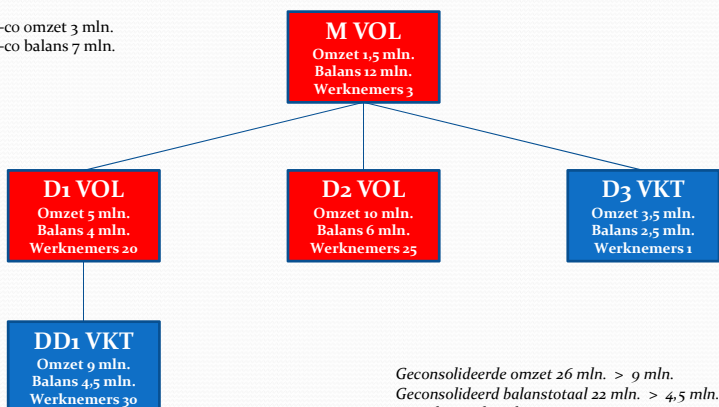 -co omzet 3 mln.
-co balans 7 mln.
M VOL
Omzet 1,5 mln.
Balans 12 mln.
Werknemers 3
D1 VOL
Omzet 5 mln.
Balans 4 mln.
Werknemers 20
D2 VOL
Omzet 10 mln.
Balans 6 mln.
Werknemers 25
D3 VKT
Omzet 3,5 mln.
Balans 2,5 mln.
Werknemers 1
DD1 VKT
Omzet 9 mln.
Balans 4,5 mln.
Werknemers 30
Geconsolideerde omzet 26 mln. > 9 mln.
Geconsolideerd balanstotaal 22 mln. > 4,5 mln.